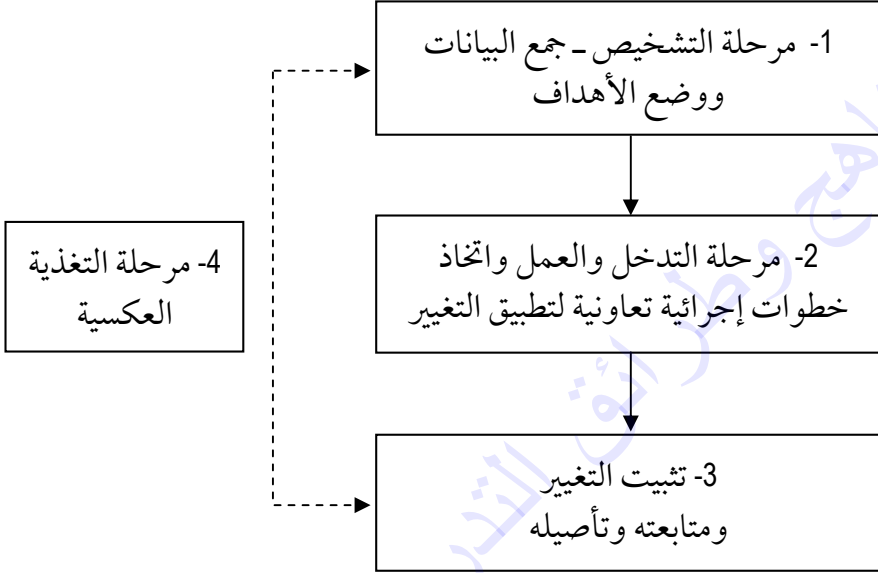 1- مرحلة التشخيص ـ جمع البيانات
ووضع الأهداف
2- مرحلة التدخل والعمل واتخاذ
خطوات إجرائية تعاونية لتطبيق التغيير
3- تثبيت التغيير
ومتابعته وتأصيله
4- مرحلة التغذية
العكسية